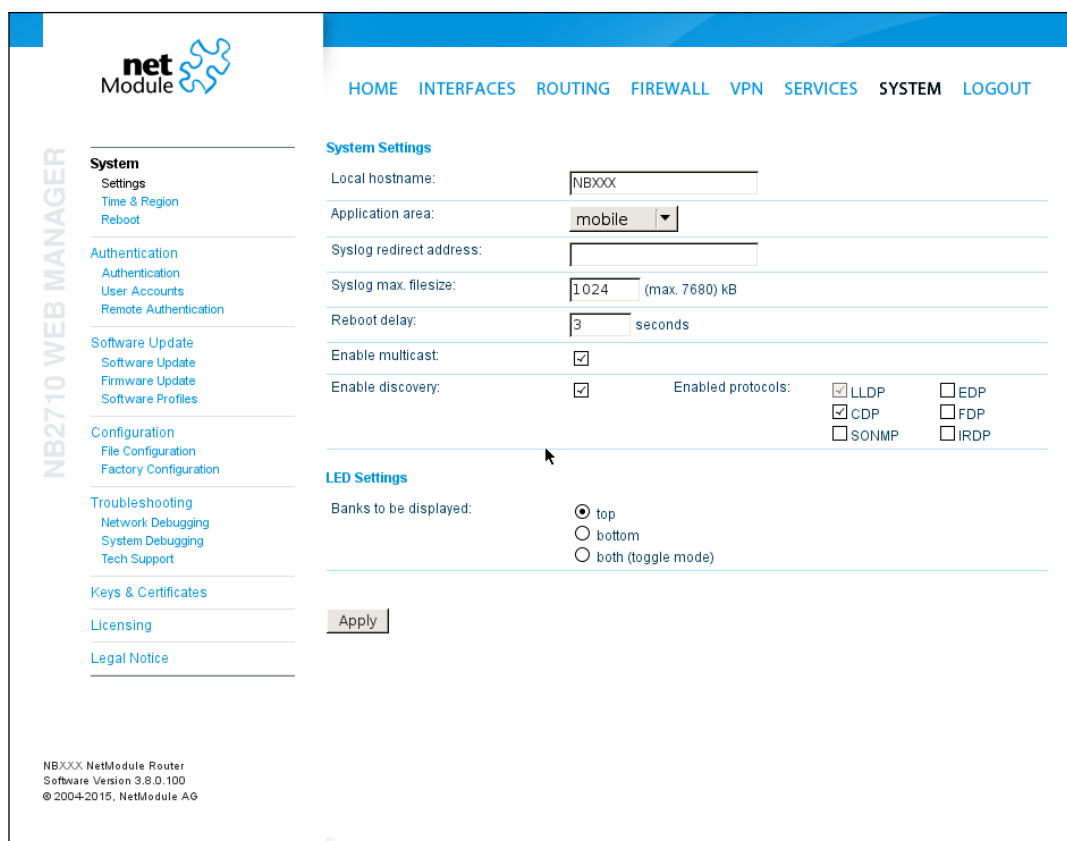 net
Module
HOME INTERFACES ROUTING FIREWALL VPN SERVICES SYSTEM LOGOUT
NB2710 WEB MANAGER
System
Settings
Time & Region
Reboot
Authentication
Authentication
User Accounts
Remote Authentication
Software Update
Software Update
Firmware Update
Software Profiles
Configuration
File Configuration
Factory Configuration
Troubleshooting
Network Debugging
System Debugging
Tech Support
Keys & Certificates
Licensing
Legal Notice
System Settings
Local hostname: NBXXX
Application area: mobile
Syslog redirect address:
Syslog max. filesize: 1024 (max. 7680) kB
Reboot delay: 3 seconds
Enable multicast:
Enable discovery: Enabled protocols: LLDP EDP
CDP FDP
SONMP IRDP
LED Settings
Banks to be displayed: top
bottom
both (toggle mode)
Apply
NBXXX NetModule Router
Software Version 3.8.0.100
© 2004-2015, NetModule AG